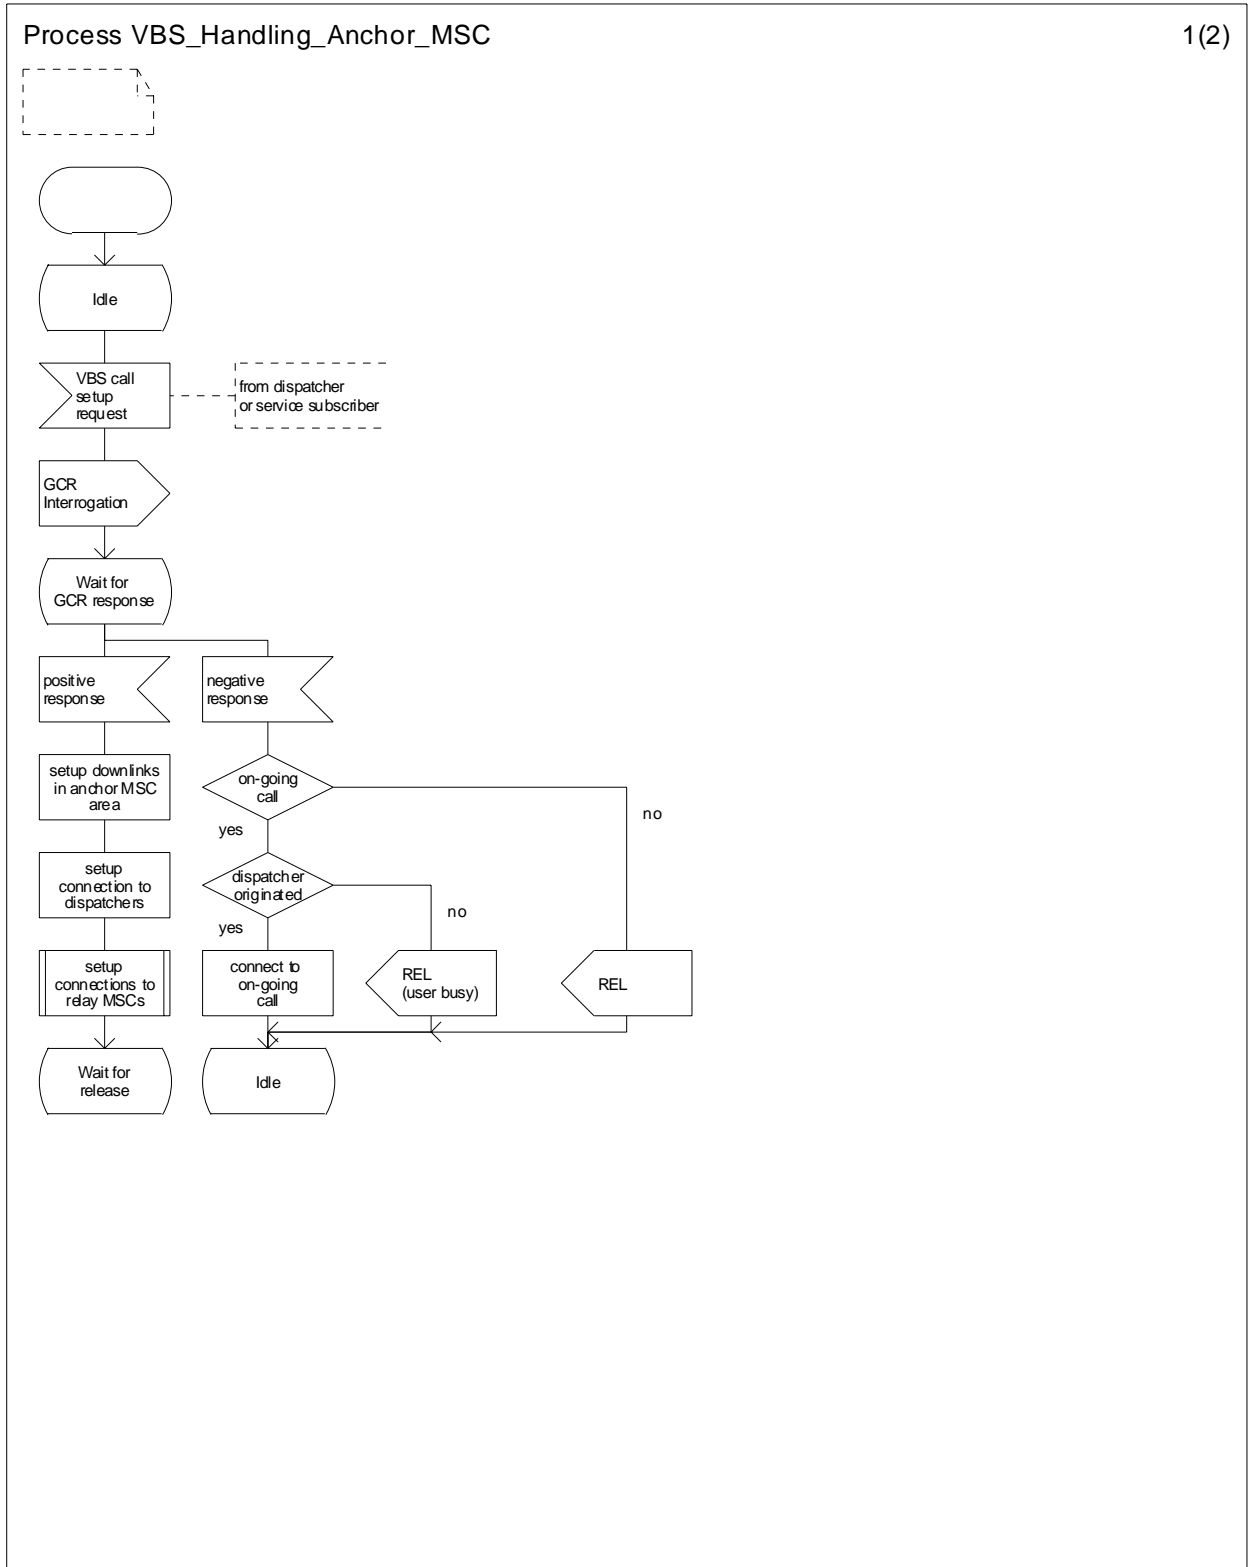 Process VBS_Handling_Anchor_MSC
1(2)
Idle
VBS call
setup
request
from dispatcher
or service subscriber
GCR
Interrogation
Wait for
GCR response
positive
response
negative
response
setup downlinks
in anchor MSC
area
on-going
call
no
yes
setup
connection to
dispatchers
dispatcher
originated
no
yes
setup
connections to
relay MSCs
connect to
on-going
call
REL
(user busy)
REL
Wait for
release
Idle